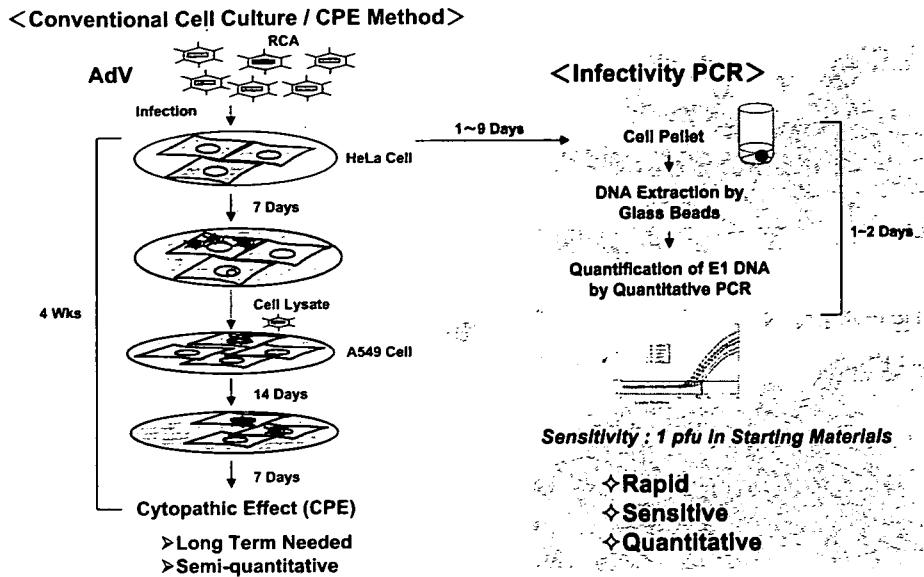 ＜Conventional Cell Culture / CPE Method＞
RCA
AdV
Infection
HeLa Cell
7 Days
Cell Lysate
A549 Cell
14 Days
7 Days
4 Wks
Cytopathic Effect (CPE)
➢Long Term Needed
➢Semi-quantitative
1~9 Days
＜Infectivity PCR＞
Cell Pellet
DNA Extraction by
Glass Beads
Quantification of E1 DNA
by Quantitative PCR
1~2 Days
Sensitivity : 1 pfu in Starting Materials
✧Rapid
✧Sensitive
✧Quantitative